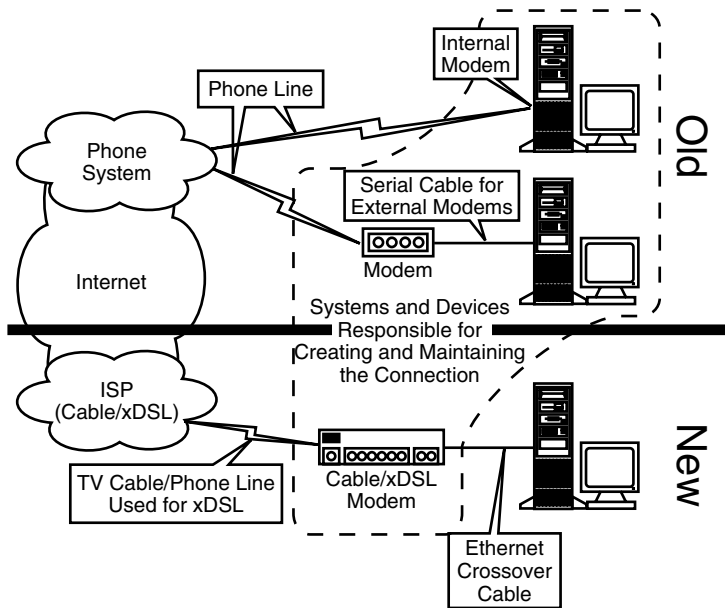 Internal
Modem
Phone Line
Old
Phone
System
Serial Cable for
External Modems
Modem
Internet
Systems and Devices
Responsible for
Creating and Maintaining
the Connection
ISP
(Cable/xDSL)
New
TV Cable/Phone Line
Used for xDSL
Cable/xDSL
Modem
Ethernet
Crossover
Cable